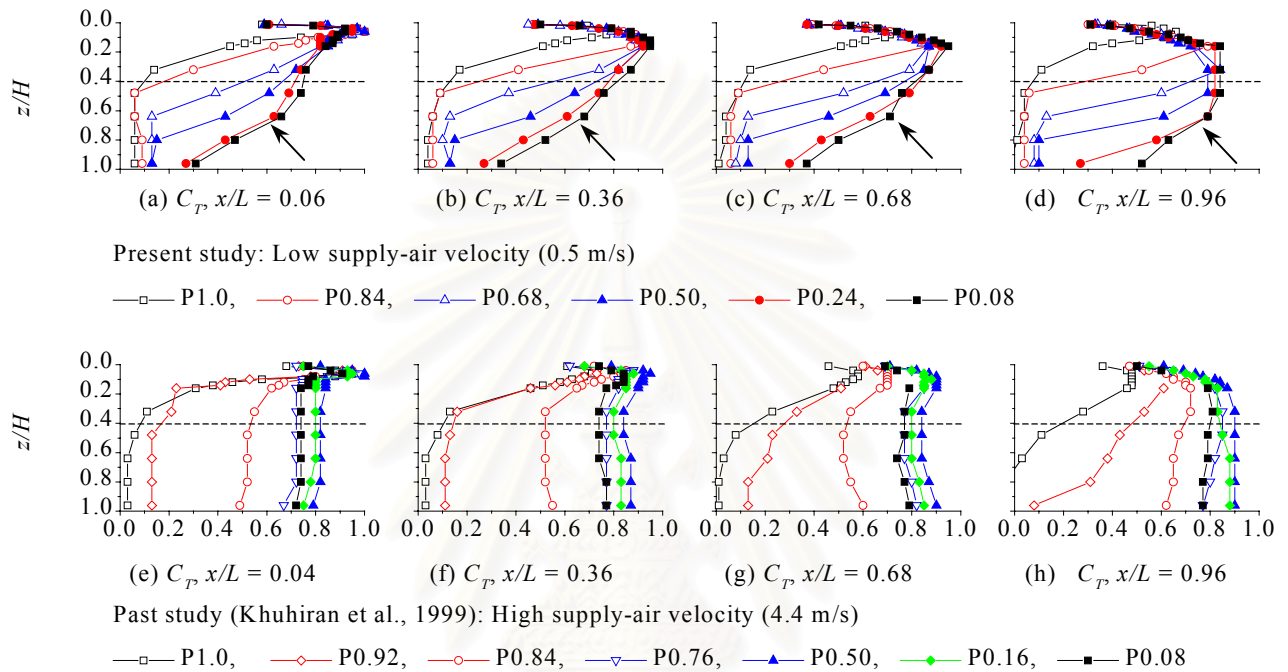 0.0
0.2
0.4
0.6
0.8
1.0
z/H
(a) C_T, x/L = 0.06
(b) C_T, x/L = 0.36
(c) C_T, x/L = 0.68
(d) C_T, x/L = 0.96
Present study: Low supply-air velocity (0.5 m/s)
P1.0, P0.84, P0.68, P0.50, P0.24, P0.08
0.0
0.2
0.4
0.6
0.8
1.0
z/H
0.0 0.2 0.4 0.6 0.8 1.0 0.0 0.2 0.4 0.6 0.8 1.0 0.0 0.2 0.4 0.6 0.8 1.0 0.0 0.2 0.4 0.6 0.8 1.0
(e) C_T, x/L = 0.04
(f) C_T, x/L = 0.36
(g) C_T, x/L = 0.68
(h) C_T, x/L = 0.96
Past study (Khuhiran et al., 1999): High supply-air velocity (4.4 m/s)
P1.0, P0.92, P0.84, P0.76, P0.50, P0.16, P0.08